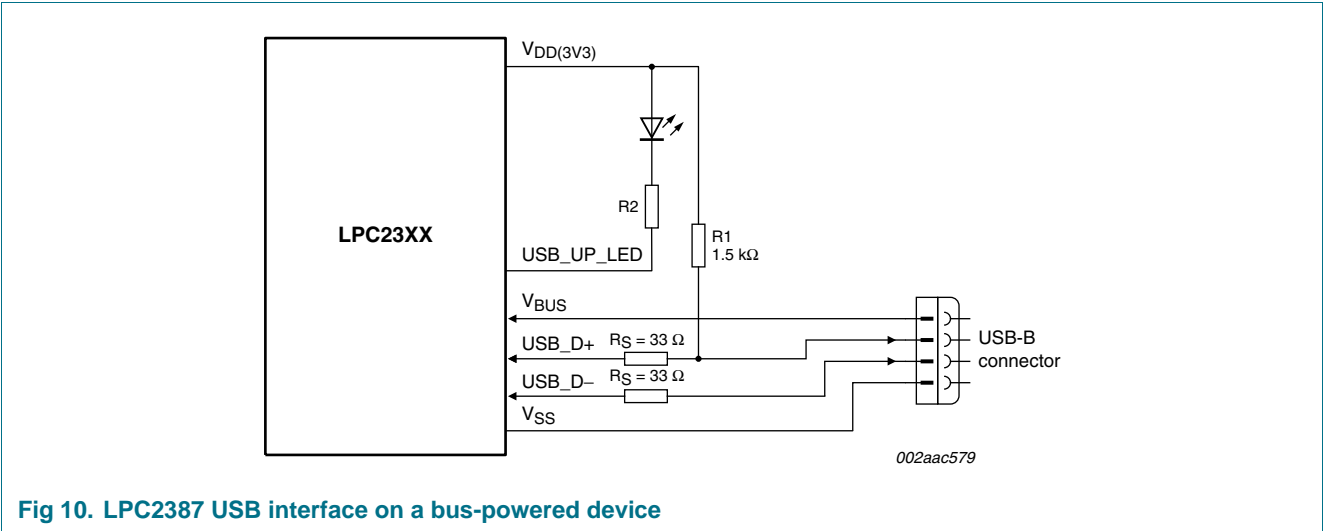 VDD(3V3)
R2
LPC23XX
R1
1.5 kΩ
USB_UP_LED
VBUS
USB_D+ RS = 33 Ω
USB-B
connector
USB_D− RS = 33 Ω
VSS
002aac579
Fig 10. LPC2387 USB interface on a bus-powered device